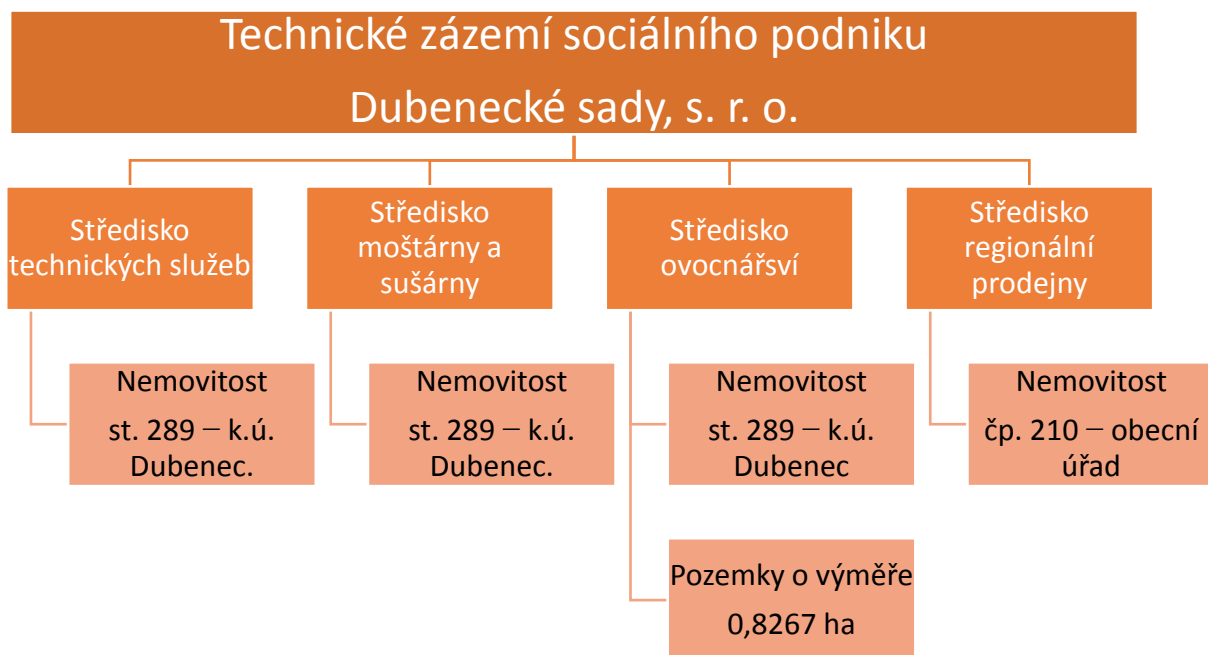 Technické zázemí sociálního podniku
Dubenecké sady, s. r. o.
Středisko
technických služeb
Středisko
moštárny a
sušárny
Středisko
ovocnářsví
Středisko
regionální
prodejny
Nemovitost
st. 289 – k.ú.
Dubenec.
Nemovitost
st. 289 – k.ú.
Dubenec.
Nemovitost
st. 289 – k.ú.
Dubenec
Nemovitost
čp. 210 – obecní
úřad
Pozemky o výměře
0,8267 ha